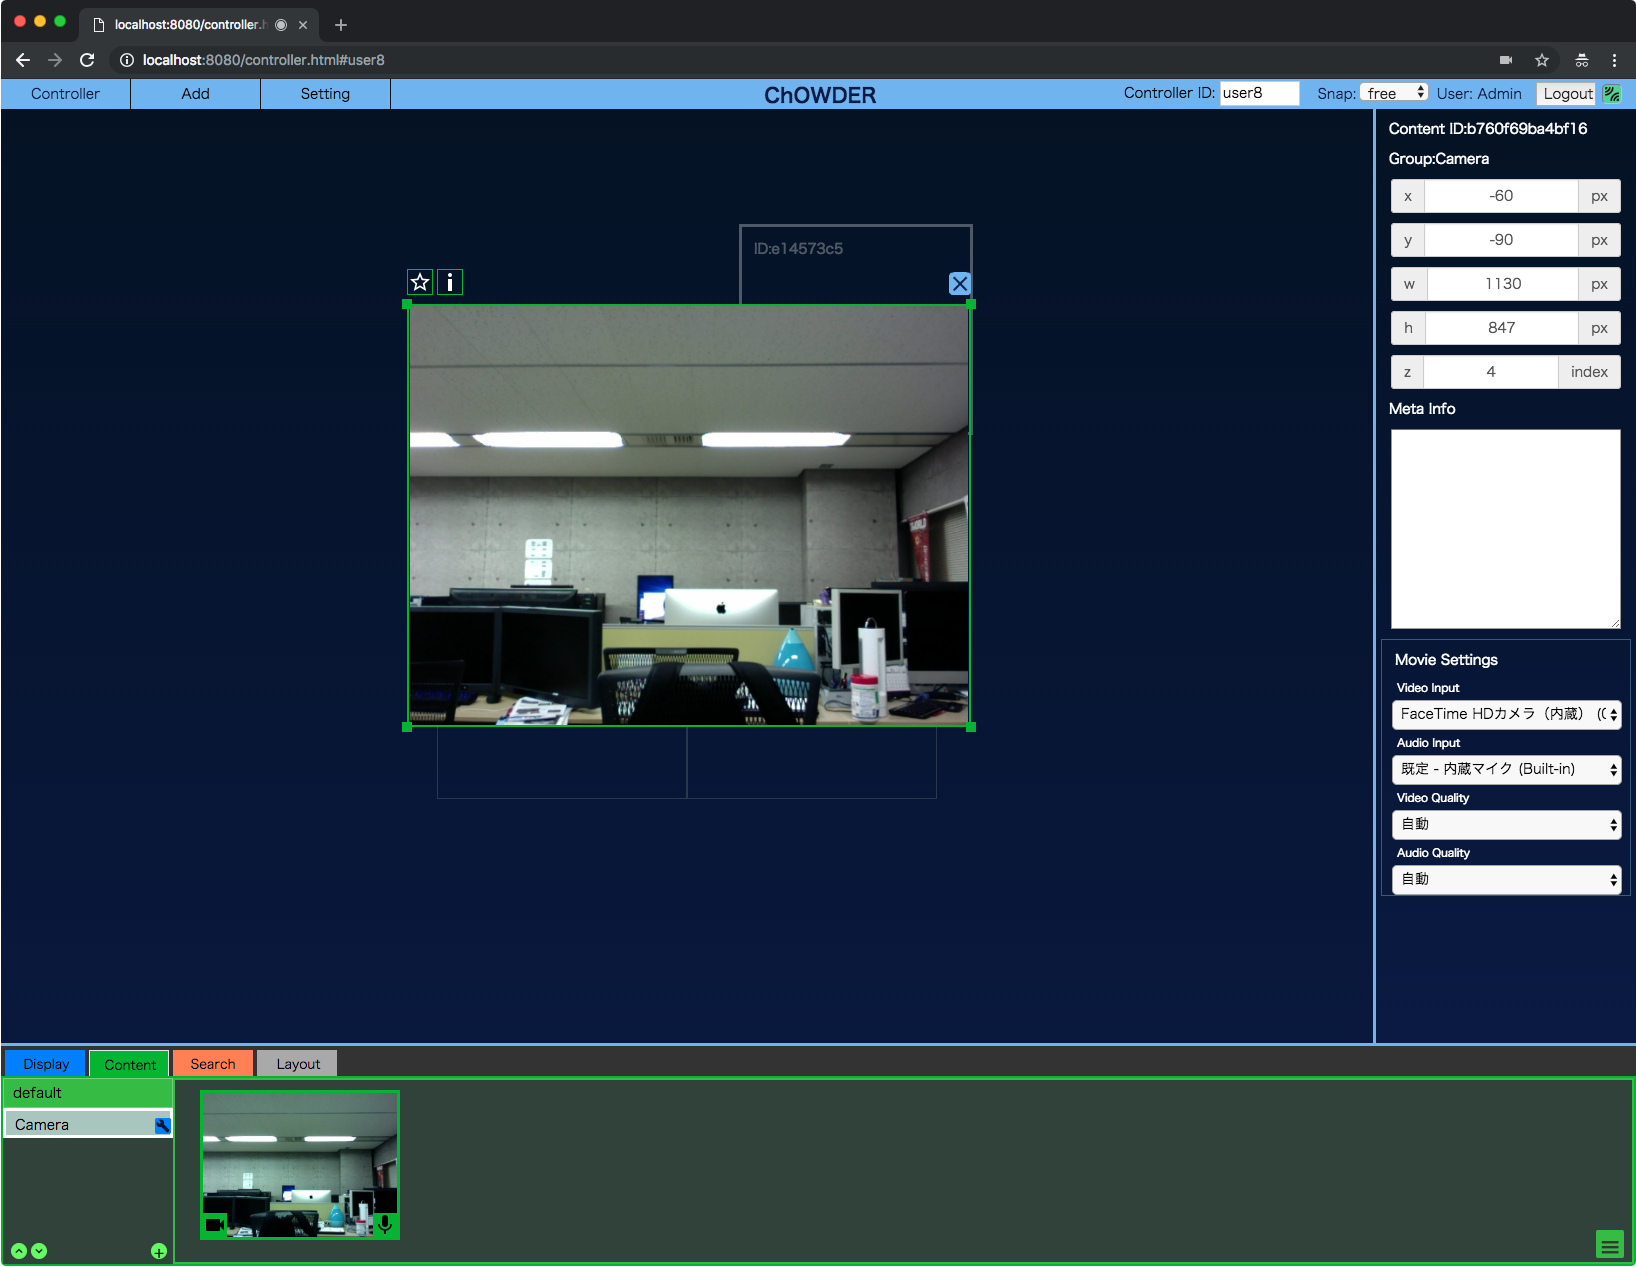 localhost:8080/controller.h
localhost:8080/controller.html#user8
Controller
Add
Setting
ChOWDER
Controller ID: user8
Snap: free
User: Admin
Logout
Content ID:b760f69ba4bf16
Group:Camera
x -60 px
y -90 px
w 1130 px
h 847 px
z 4 index
Meta Info
ID:e14573c5
Movie Settings
Video Input
FaceTime HDカメラ（内蔵） ((
Audio Input
既定 - 内蔵マイク (Built-in)
Video Quality
自動
Audio Quality
自動
Display
Content
Search
Layout
default
Camera